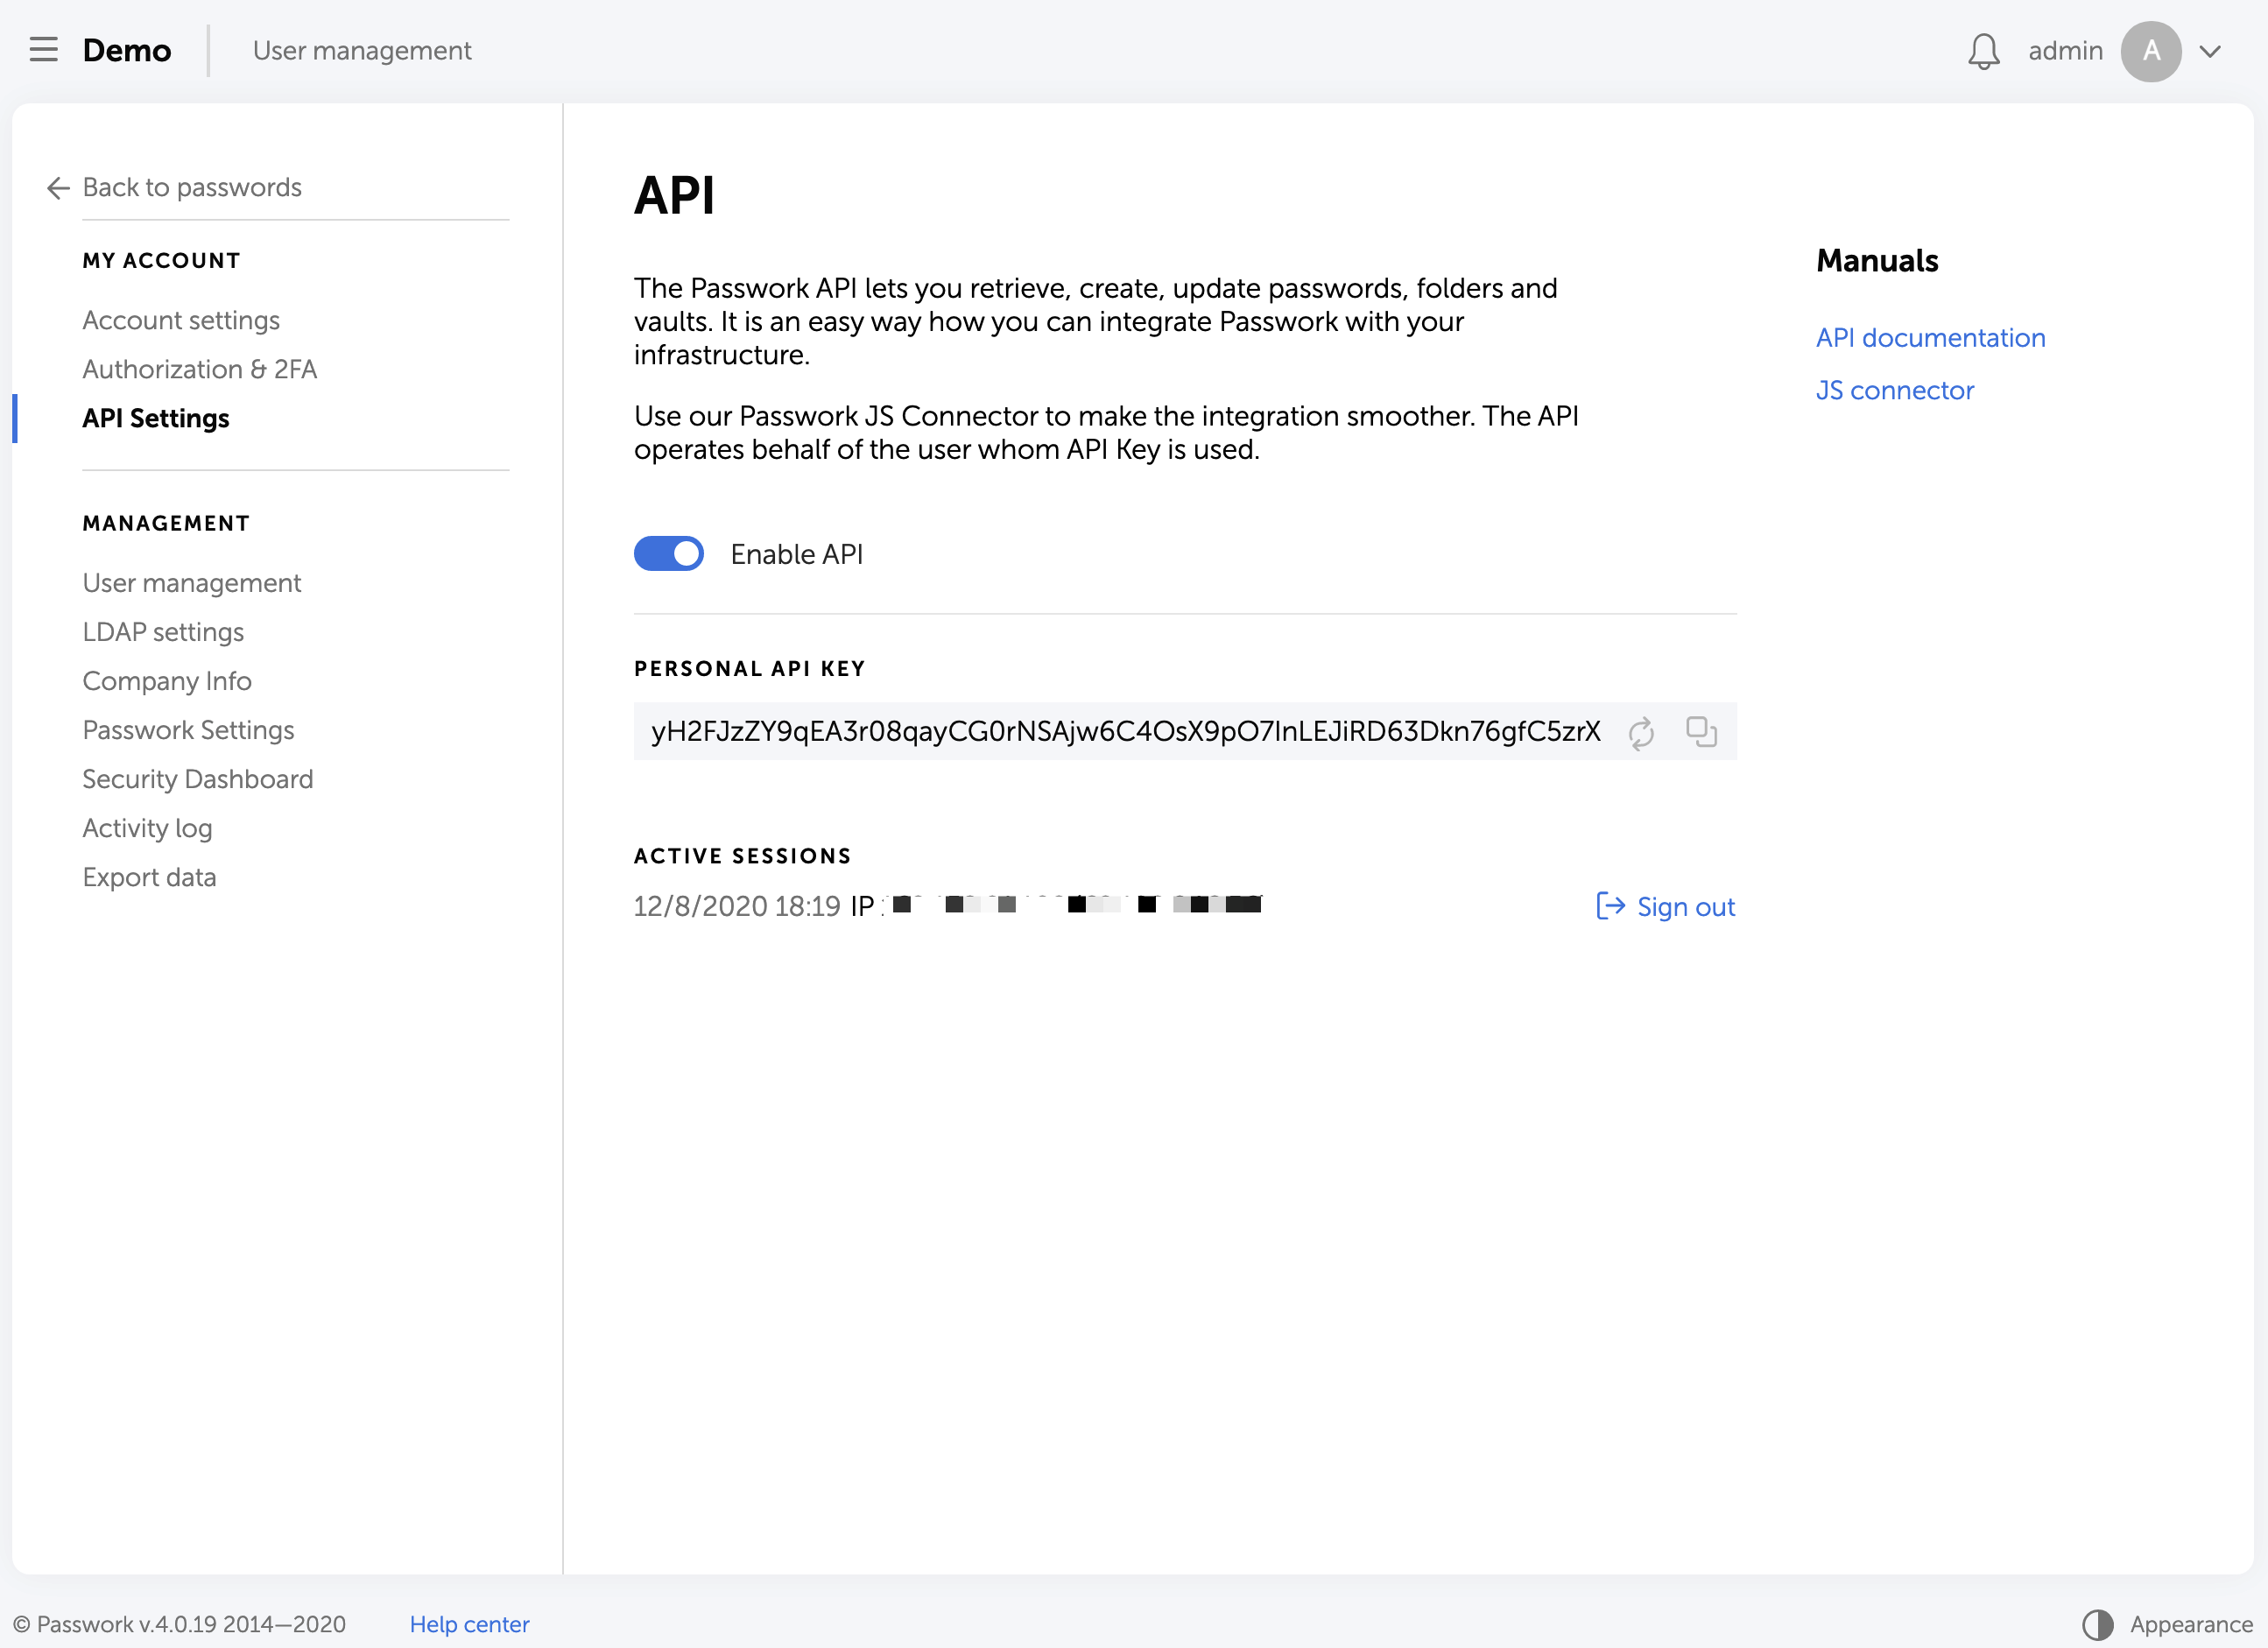 Demo
User management
admin
A
Back to passwords
MY ACCOUNT
Account settings
Authorization & 2FA
API Settings
MANAGEMENT
User management
LDAP settings
Company Info
Passwork Settings
Security Dashboard
Activity log
Export data
API
The Passwork API lets you retrieve, create, update passwords, folders and
vaults. It is an easy way how you can integrate Passwork with your
infrastructure.
Use our Passwork JS Connector to make the integration smoother. The API
operates behalf of the user whom API Key is used.
Enable API
PERSONAL API KEY
yH2FJzZY9qEA3r08qayCG0rNSAjw6C4OsX9pO7InLEJiRD63Dkn76gfC5zrX
ACTIVE SESSIONS
12/8/2020 18:19 IP :
Sign out
Manuals
API documentation
JS connector
© Passwork v.4.0.19 2014—2020
Help center
Appearance